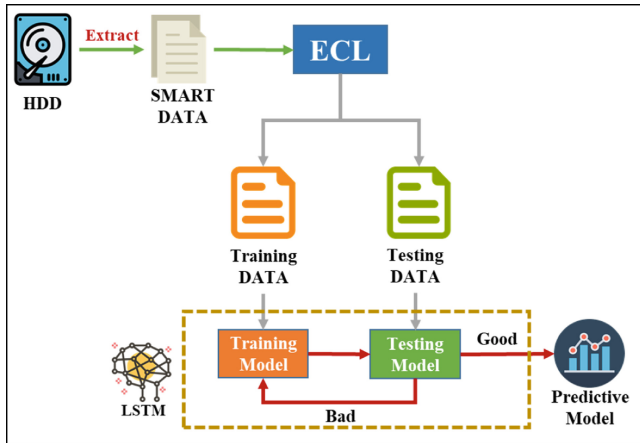 Extract
ECL
HDD
SMART
DATA
Training
DATA
Testing
DATA
Training
Model
Testing
Model
Good
Bad
LSTM
Predictive
Model